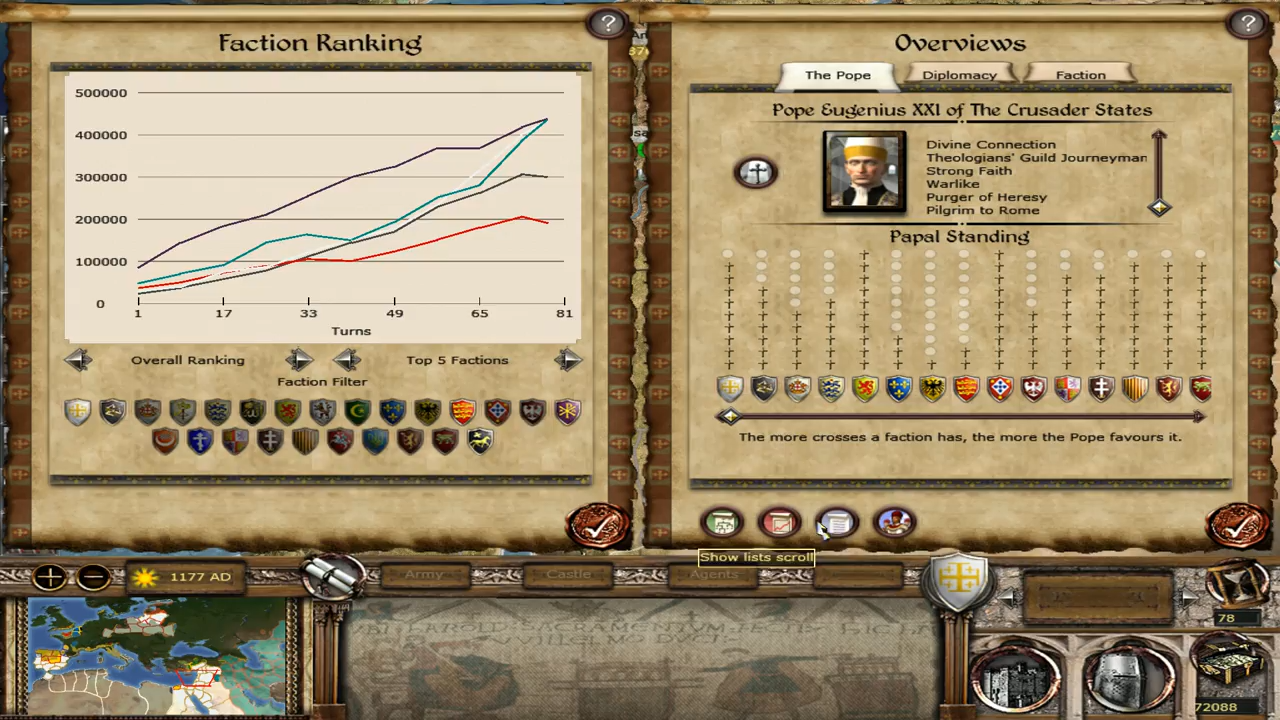 Faction Ranking
500000
400000
300000
200000
100000
0
1 17 33 49 65 81
Turns
Overall Ranking
Top 5 Factions
Faction Filter
?
Overviews
?
The Pope
Diplomacy
Faction
Pope Eugenius XXI of The Crusader States
Divine Connection
Theologians' Guild Journeyman
Strong Faith
Warlike
Purger of Heresy
Pilgrim to Rome
Papal Standing
The more crosses a faction has, the more the Pope favours it.
Show lists scroll
1177 AD
Army
Castle
Agents
78
72088